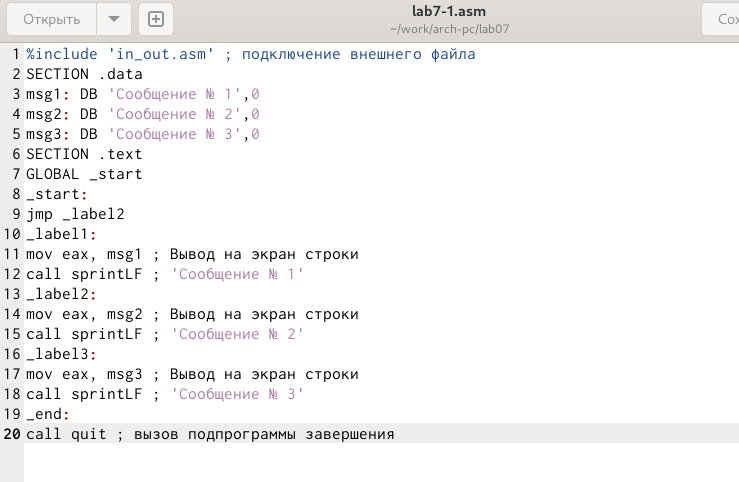 Открыть
lab7-1.asm
~/work/arch-pc/lab07
Сох
1 %include 'in_out.asm' ; подключение внешнего файла
2 SECTION .data
3 msg1: DB 'Сообщение № 1',0
4 msg2: DB 'Сообщение № 2',0
5 msg3: DB 'Сообщение № 3',0
6 SECTION .text
7 GLOBAL _start
8 _start:
9 jmp _label2
10 _label1:
11 mov eax, msg1 ; Вывод на экран строки
12 call sprintLF ; 'Сообщение № 1'
13 _label2:
14 mov eax, msg2 ; Вывод на экран строки
15 call sprintLF ; 'Сообщение № 2'
16 _label3:
17 mov eax, msg3 ; Вывод на экран строки
18 call sprintLF ; 'Сообщение № 3'
19 _end:
20 call quit ; вызов подпрограммы завершения